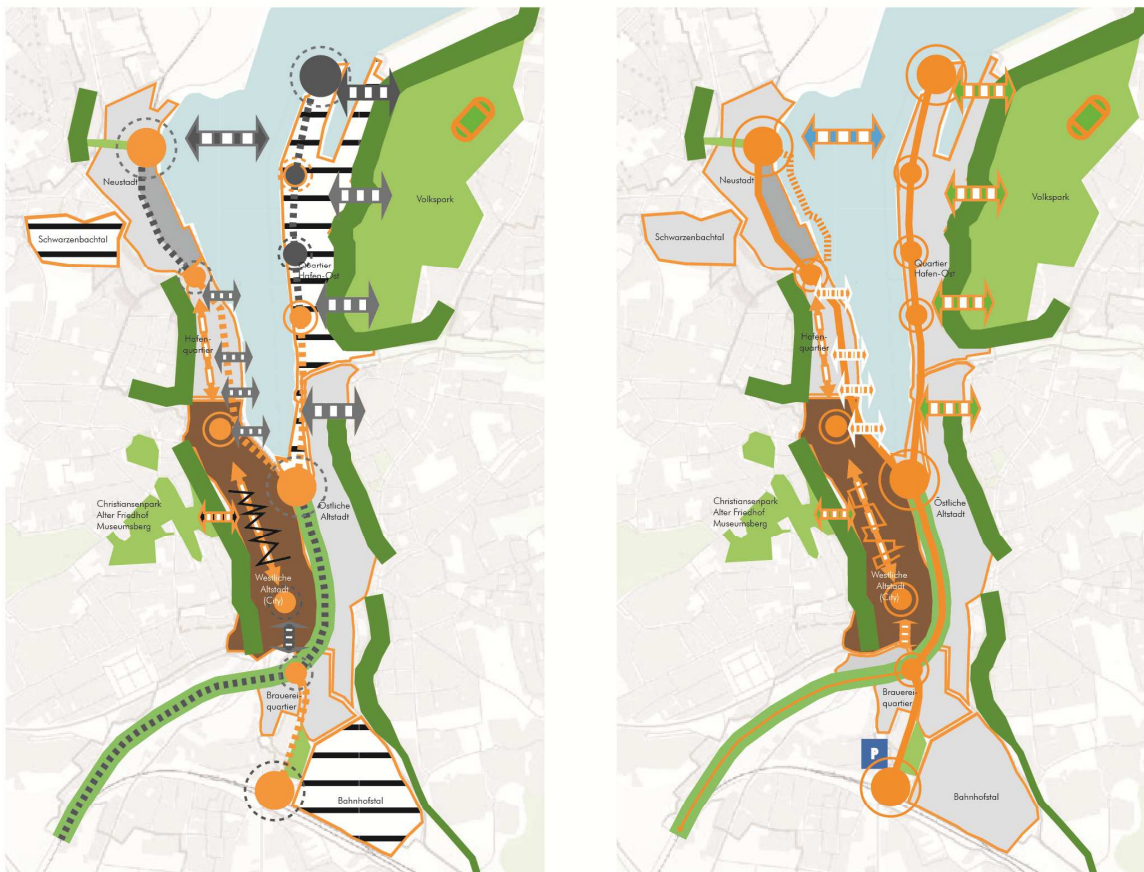 Neustadt
Schwarzenbachtal
Volkspark
Quartier
Hafen-Ost
Hafen-
quartier
Christiansenpark
Alter Friedhof
Museumsberg
Östliche
Altstadt
Westliche
Altstadt
(City)
Brauerei-
quartier
Bahnhofstal
Neustadt
Schwarzenbachtal
Volkspark
Quartier
Hafen-Ost
Hafen-
quartier
Christiansenpark
Alter Friedhof
Museumsberg
Östliche
Altstadt
Westliche
Altstadt
(City)
Brauerei-
quartier
P
Bahnhofstal